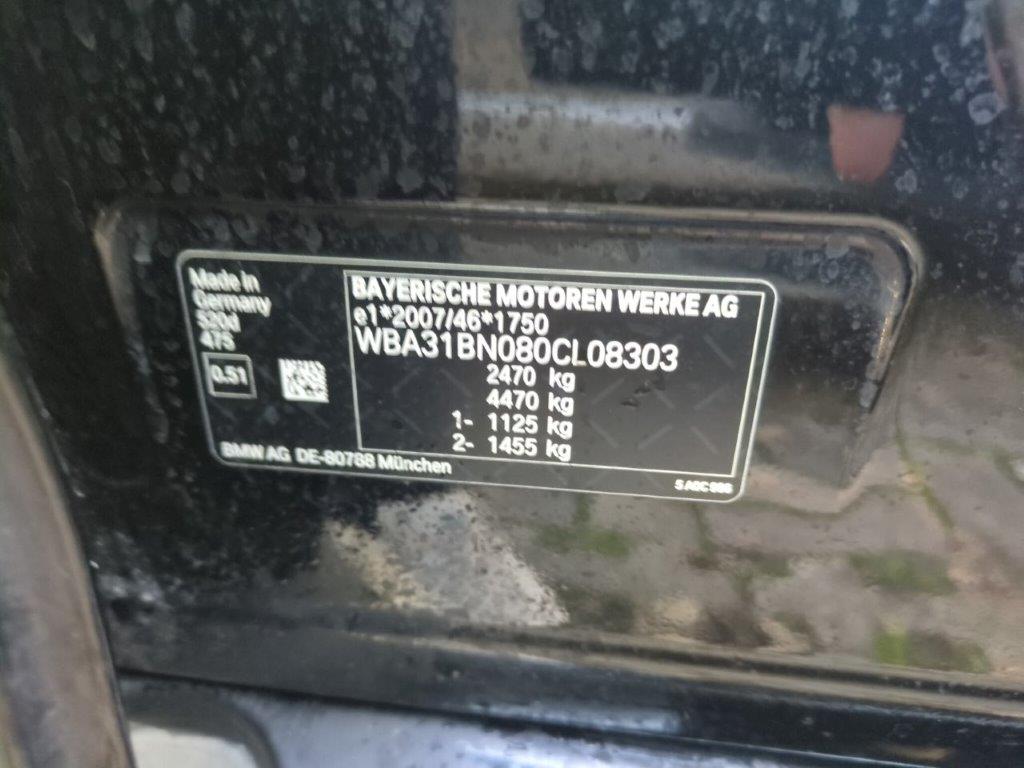 Made in
Germany
520d
475
0.51
BAYERISCHE MOTOREN WERKE AG
e1*2007/46*1750
WBA31BN080CL08303
2470 kg
4470 kg
1- 1125 kg
2- 1455 kg
BMW AG DE-80788 München